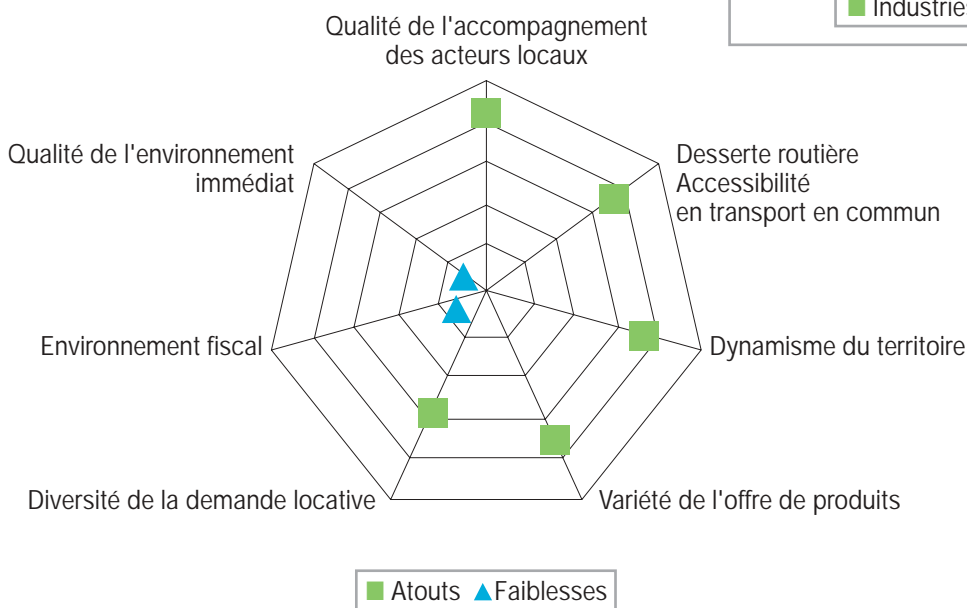 Industries
Qualité de l'accompagnement
des acteurs locaux
Qualité de l'environnement
immédiat
Desserte routière
Accessibilité
en transport en commun
Environnement fiscal
Dynamisme du territoire
Diversité de la demande locative
Variété de l'offre de produits
Atouts Faiblesses